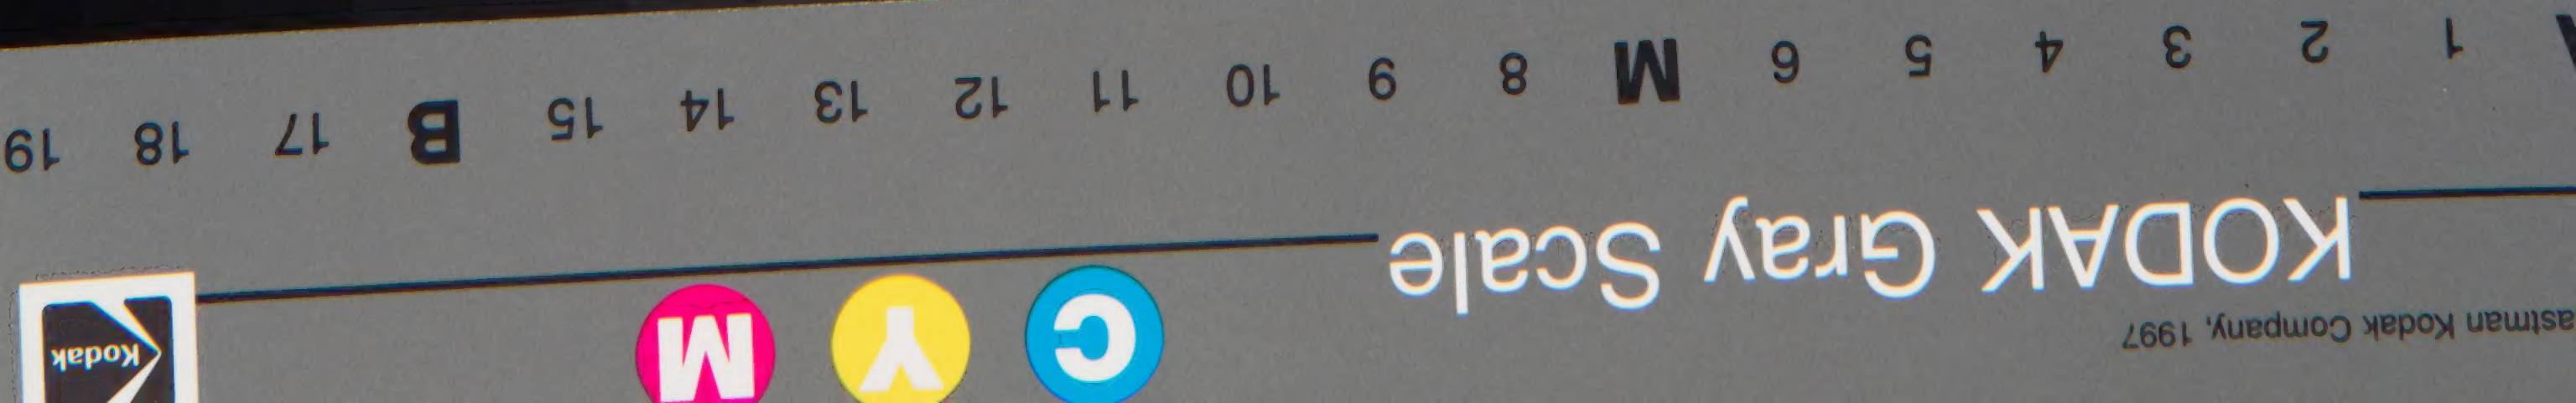 1 2 3 4 5 6 M 8 9 10 11 12 13 14 15 B 17 18 19
KODAK Gray Scale
C Y M
Kodak
astman Kodak Company, 1997